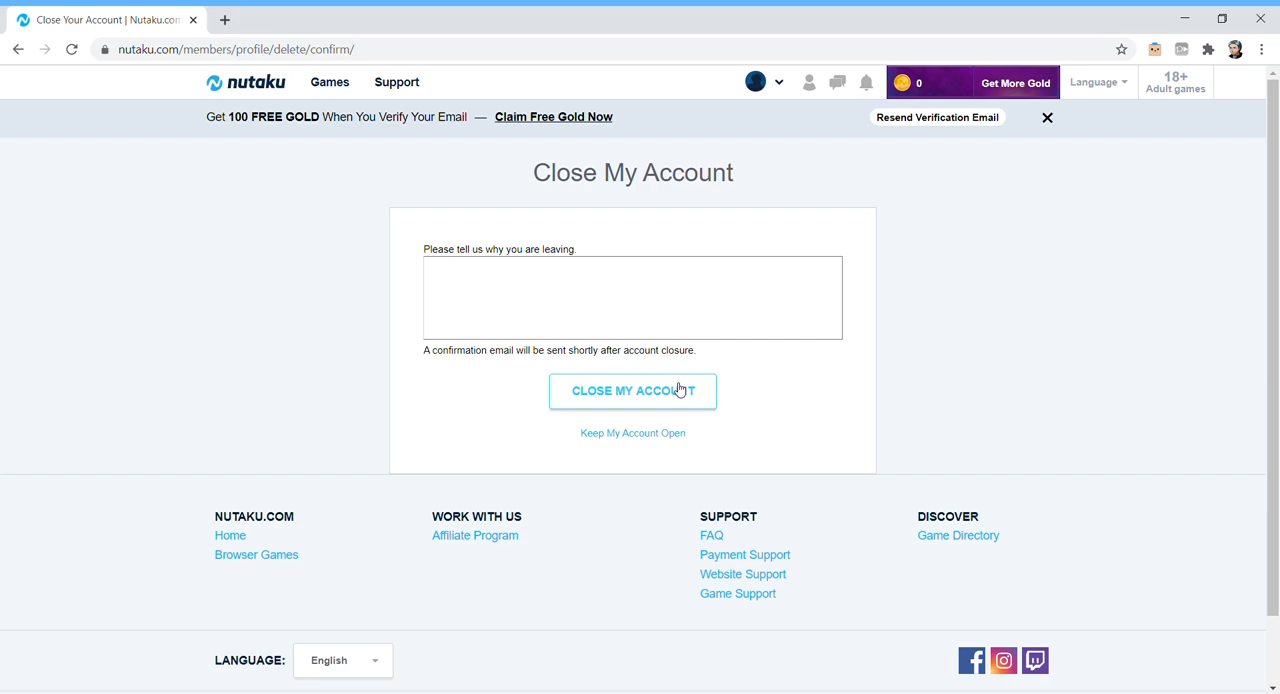 Close Your Account | Nutaku.com
nutaku.com/members/profile/delete/confirm/
nutaku
Games
Support
0
Get More Gold
Language
18+
Adult games
Get 100 FREE GOLD When You Verify Your Email — Claim Free Gold Now
Resend Verification Email
Close My Account
Please tell us why you are leaving.
A confirmation email will be sent shortly after account closure.
CLOSE MY ACCOUNT
Keep My Account Open
NUTAKU.COM
Home
Browser Games
WORK WITH US
Affiliate Program
SUPPORT
FAQ
Payment Support
Website Support
Game Support
DISCOVER
Game Directory
LANGUAGE:
English